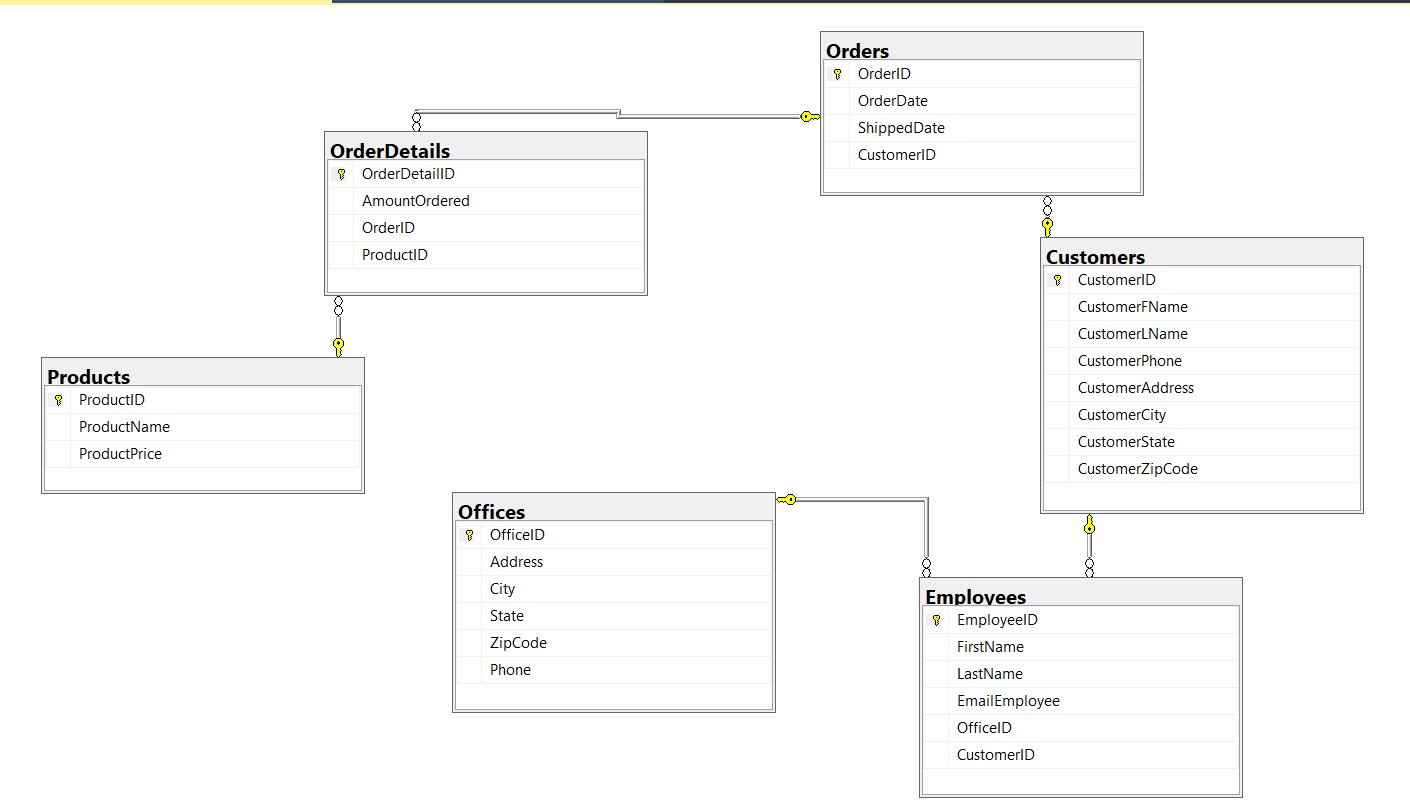 Orders
OrderID
OrderDate
ShippedDate
CustomerID
OrderDetails
OrderDetailID
AmountOrdered
OrderID
ProductID
Customers
CustomerID
CustomerFName
CustomerLName
CustomerPhone
CustomerAddress
CustomerCity
CustomerState
CustomerZipCode
Products
ProductID
ProductName
ProductPrice
Offices
OfficeID
Address
City
State
ZipCode
Phone
Employees
EmployeeID
FirstName
LastName
EmailEmployee
OfficeID
CustomerID